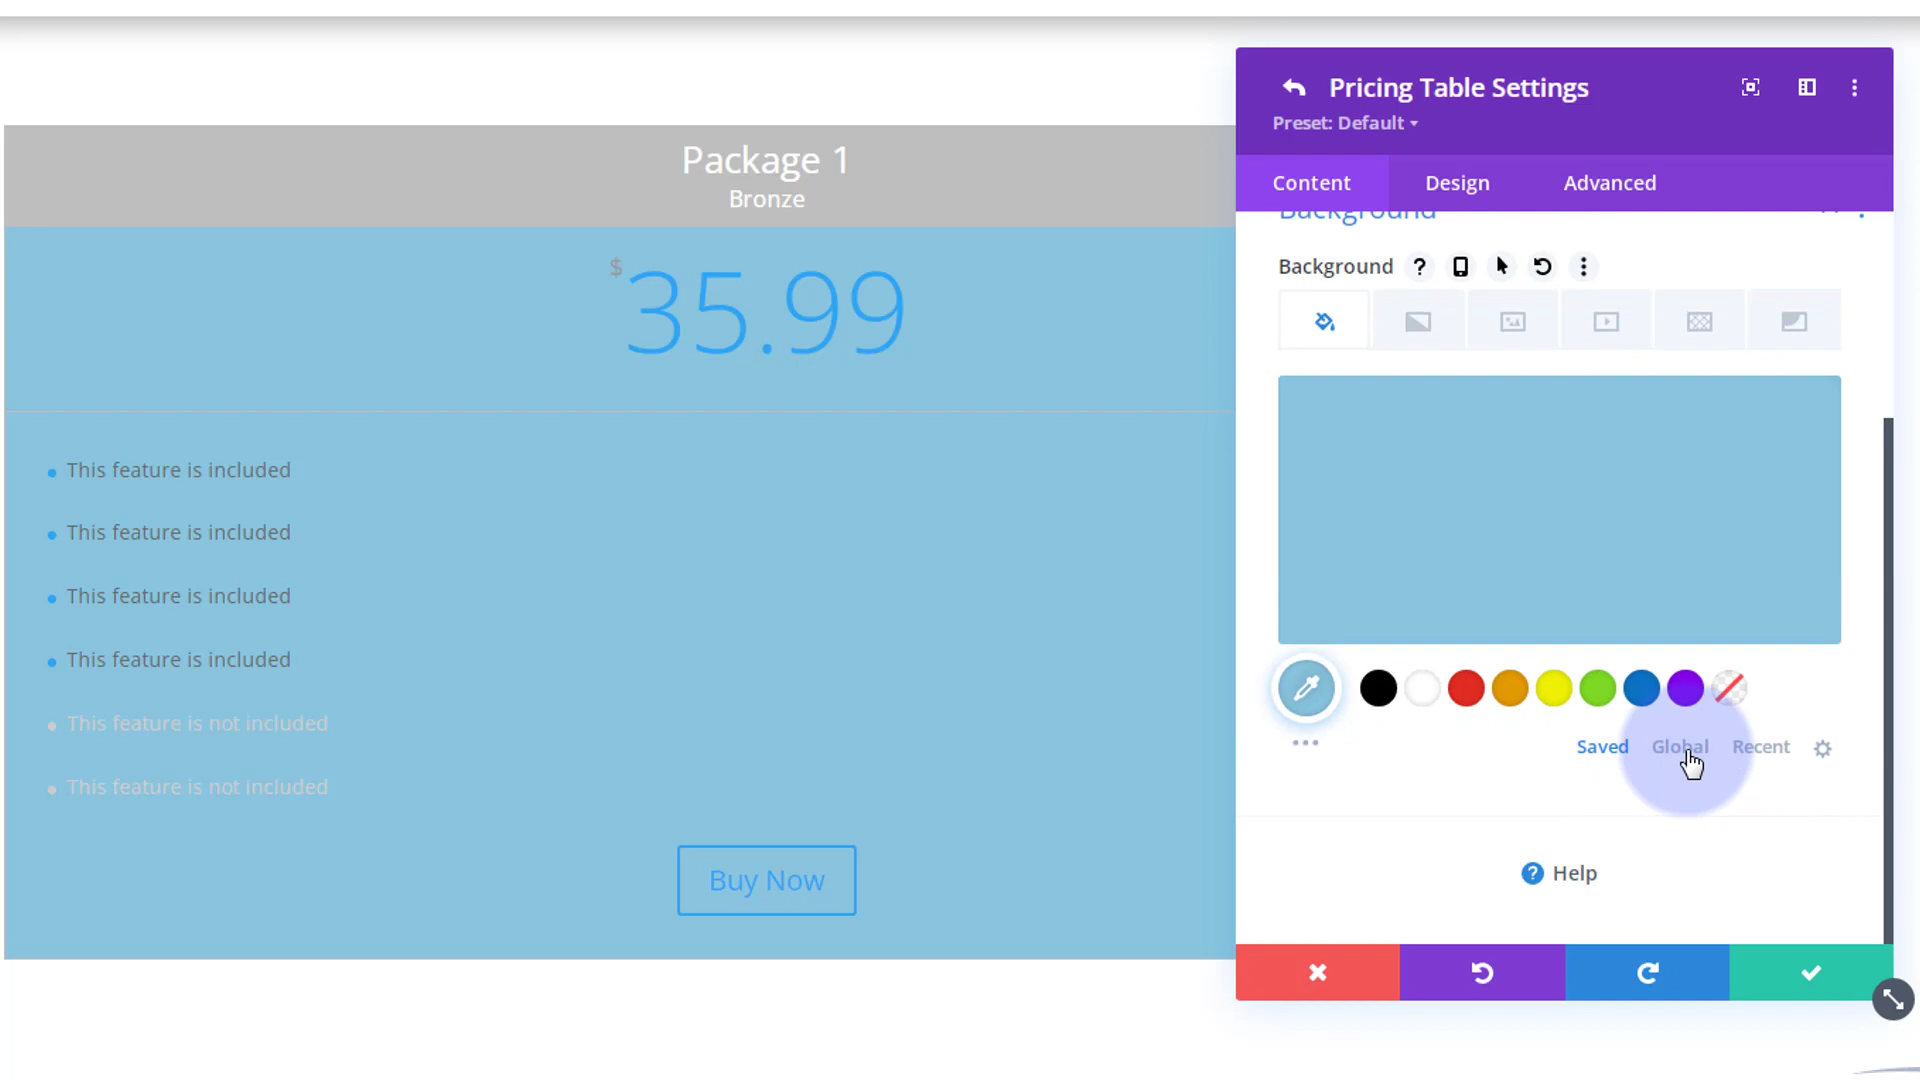 Package 1
Bronze
$
35.99
This feature is included
This feature is included
This feature is included
This feature is included
This feature is not included
This feature is not included
Buy Now
Pricing Table Settings
Preset: Default
Content Design Advanced
Background
Background ?
Saved Global Recent
? Help